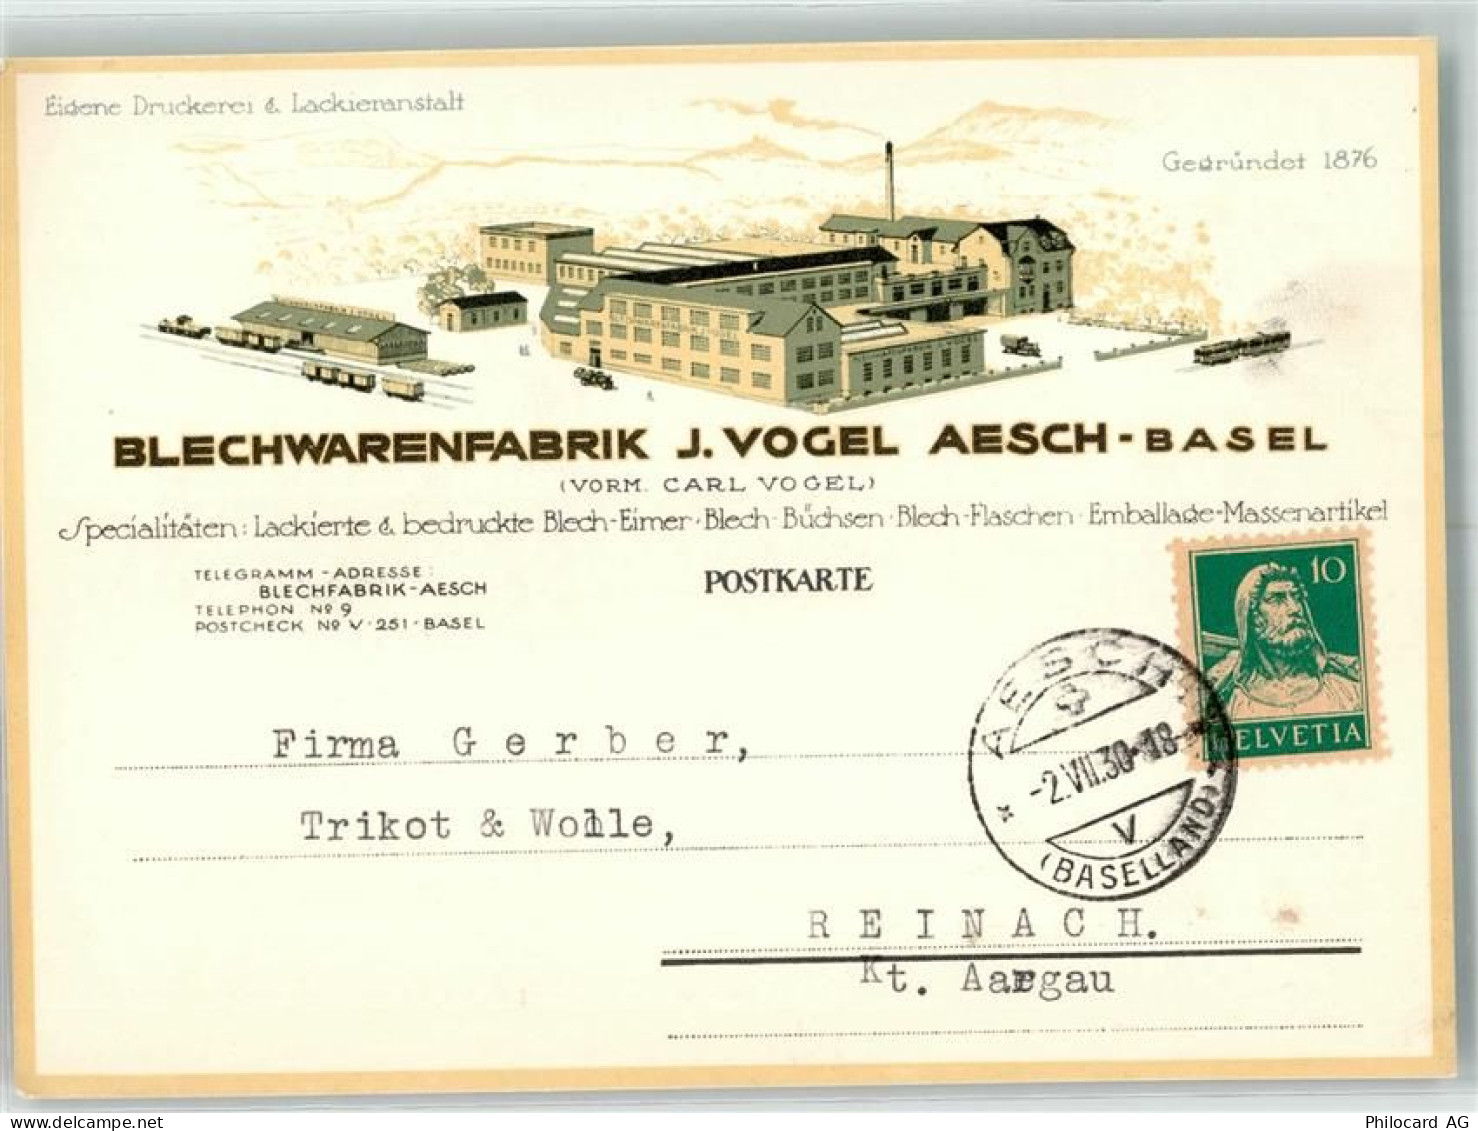 Eigene Druckerei & Lackieranstalt
Gegründet 1876
BLECHWARENFABRIK J. VOGEL AESCH-BASEL
(VORM. CARL VOGEL)
Specialitäten: Lackierte & bedruckte Blech-Eimer·Blech-Büchsen·Blech-Flaschen·Emballage-Massenartikel
TELEGRAMM-ADRESSE:
BLECHFABRIK-AESCH
TELEPHON No 9
POSTCHECK No V·251·BASEL
POSTKARTE
10
HELVETIA
AESCH
-2.VII.30-18-
V
(BASELLAND)
Firma Gerber,
Trikot & Wolle,
REINACH.
Kt. Aargau
www.delcampe.net
Philocard AG